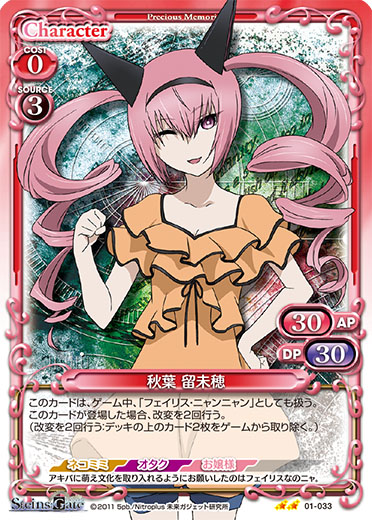 Precious Memories
Character
COST
0
SOURCE
3
30 AP
DP 30
秋葉 留未穂
このカードは、ゲーム中、「フェイリス・ニャンニャン」としても扱う。
このカードが登場した場合、改変を2回行う。
(改変を2回行う:デッキの上のカード2枚をゲームから取り除く。)
ネコミミ オタク お嬢様
アキバに萌え文化を取り入れるようにお願いしたのはフェイリスなのニャ。
Steins;Gate ©2011 5pb./Nitroplus 未来ガジェット研究所 01-033